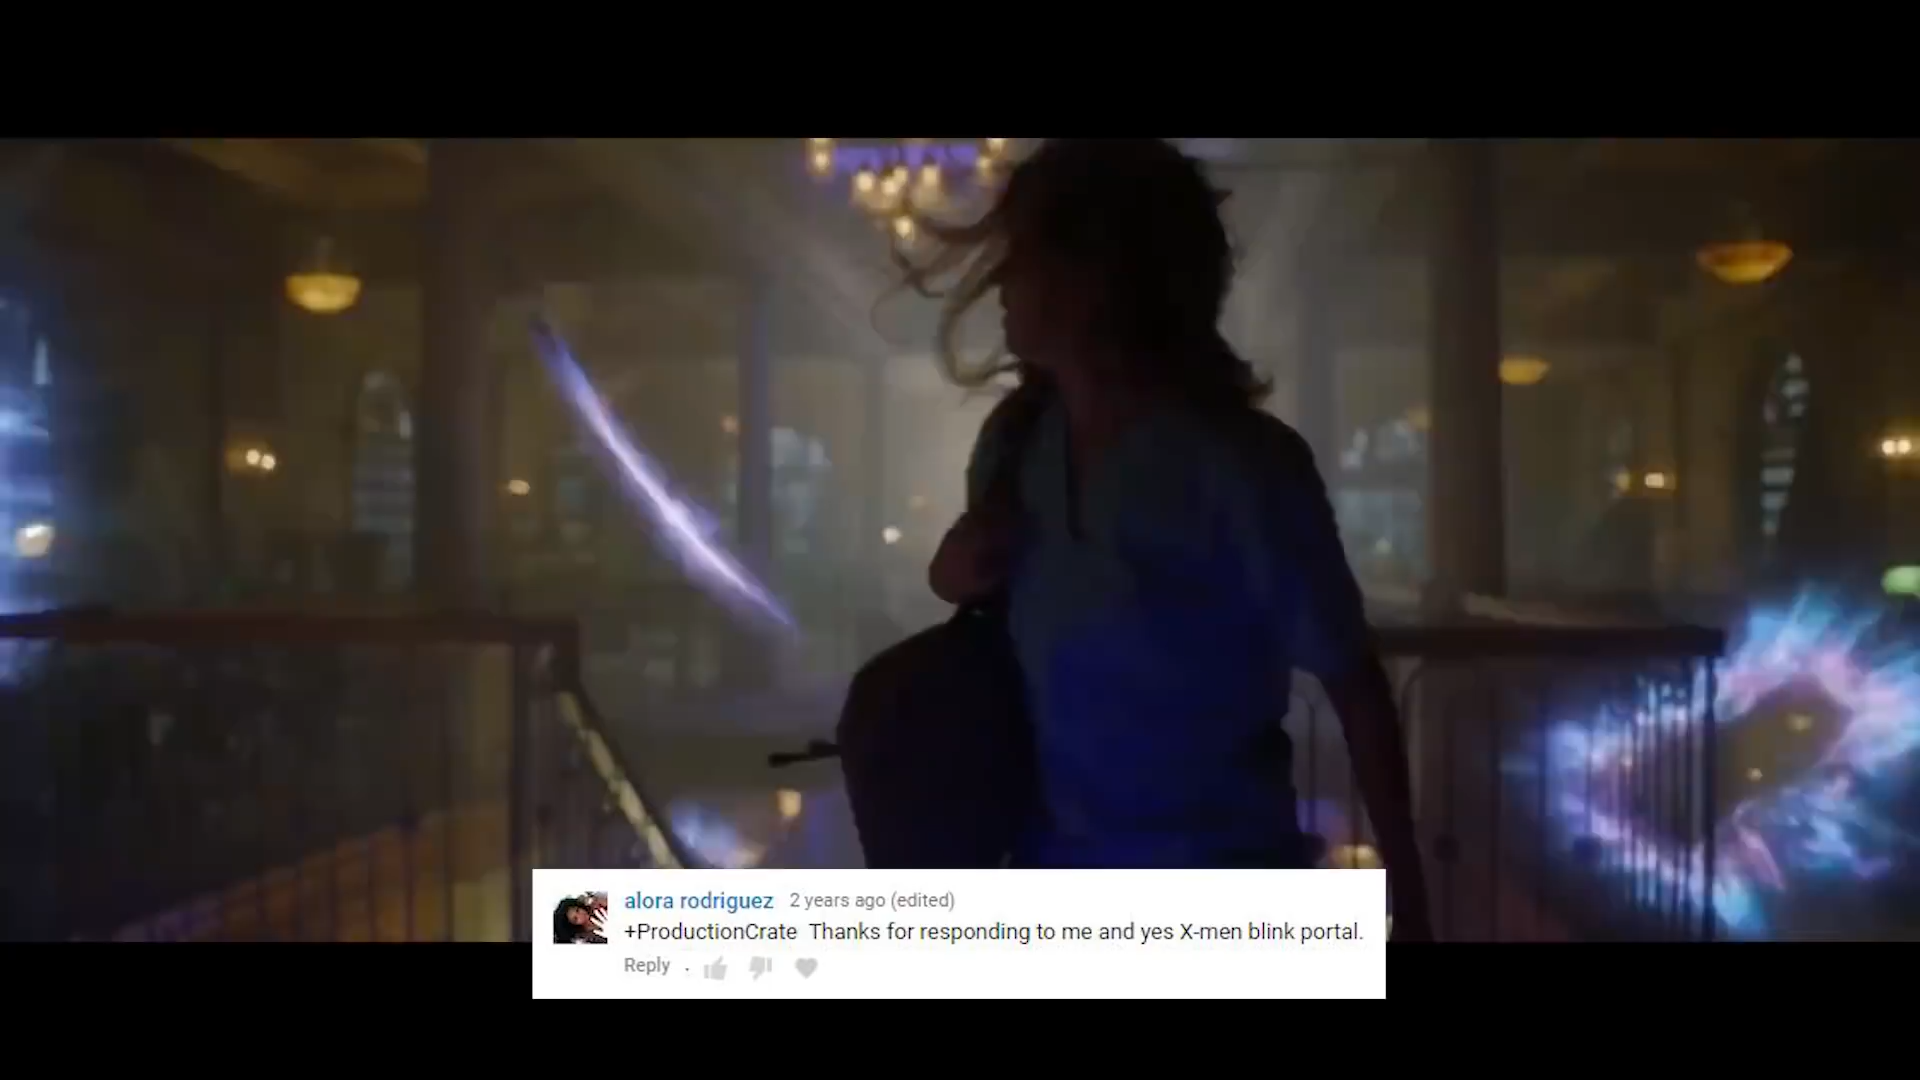 alora rodriguez 2 years ago (edited)
+ProductionCrate Thanks for responding to me and yes X-men blink portal.
Reply .